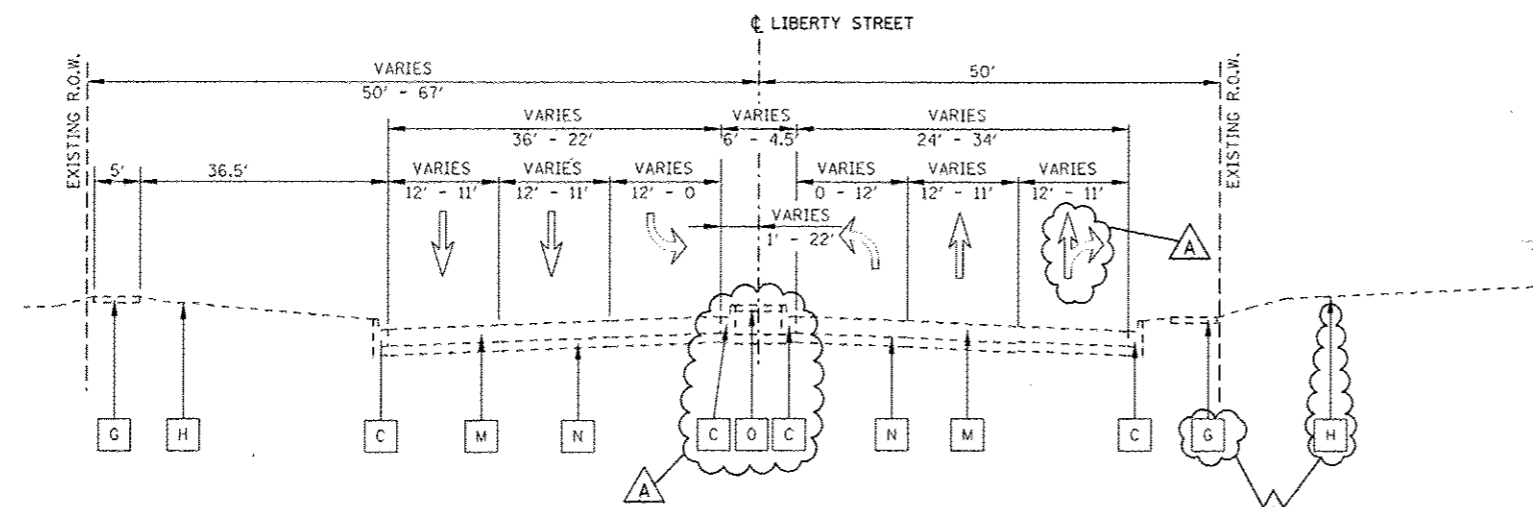 ℄ LIBERTY STREET
EXISTING R.O.W.
VARIES
50' - 67'
50'
EXISTING R.O.W.
VARIES
36' - 22'
VARIES
6' - 4.5'
VARIES
24' - 34'
5'
36.5'
VARIES
12' - 11'
VARIES
12' - 11'
VARIES
12' - 0
VARIES
0 - 12'
VARIES
12' - 11'
VARIES
12' - 11'
VARIES
1' - 22'
A
G H C M N C O C N M C G H
A